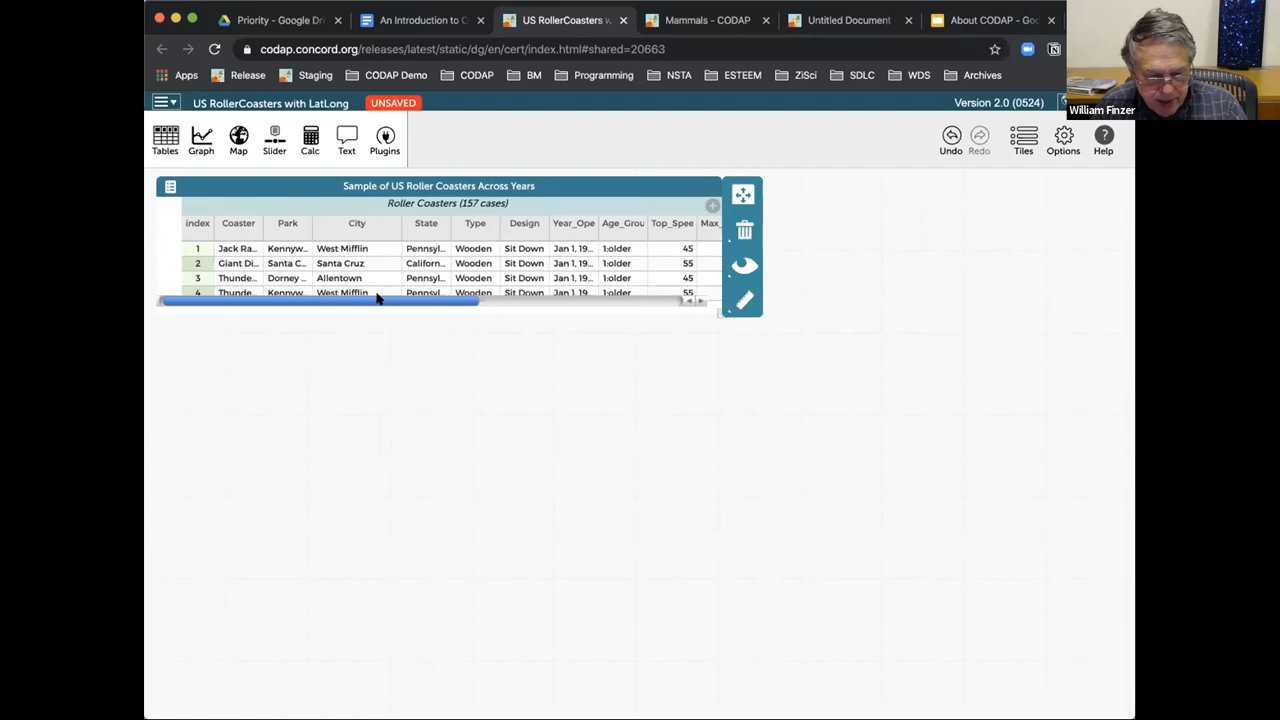 Priority - Google Dri
An Introduction to C
US RollerCoasters w
Mammals - CODAP
Untitled Document
About CODAP - Goo
codap.concord.org/releases/latest/static/dg/en/cert/index.html#shared=20663
Apps
Release
Staging
CODAP Demo
CODAP
BM
Programming
NSTA
ESTEEM
ZiSci
SDLC
WDS
Archives
William Finzer
US RollerCoasters with LatLong UNSAVED
Version 2.0 (0524)
Tables Graph Map Slider Calc Text Plugins
Undo Redo Tiles Options Help
Sample of US Roller Coasters Across Years
Roller Coasters (157 cases)
index Coaster Park City State Type Design Year_Ope Age_Grou Top_Spee Max_
1 Jack Ra... Kennyw... West Mifflin Pennsyl... Wooden Sit Down Jan 1, 19... 1:older 45
2 Giant Di... Santa C... Santa Cruz Californ... Wooden Sit Down Jan 1, 19... 1:older 55
3 Thunde... Dorney ... Allentown Pennsyl... Wooden Sit Down Jan 1, 19... 1:older 45
4 Thunde... Kennyw... West Mifflin Pennsyl... Wooden Sit Down Jan 1, 19... 1:older 55